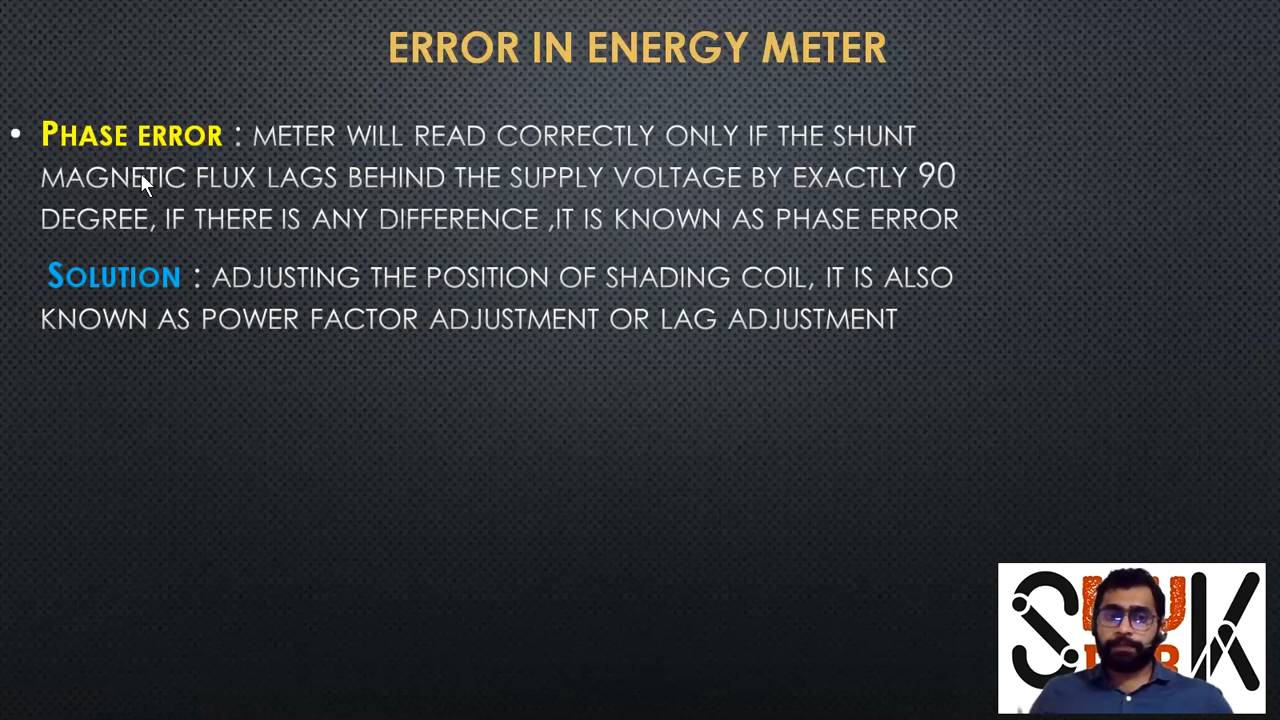 ERROR IN ENERGY METER
• PHASE ERROR : METER WILL READ CORRECTLY ONLY IF THE SHUNT
MAGNETIC FLUX LAGS BEHIND THE SUPPLY VOLTAGE BY EXACTLY 90
DEGREE, IF THERE IS ANY DIFFERENCE ,IT IS KNOWN AS PHASE ERROR
SOLUTION : ADJUSTING THE POSITION OF SHADING COIL, IT IS ALSO
KNOWN AS POWER FACTOR ADJUSTMENT OR LAG ADJUSTMENT